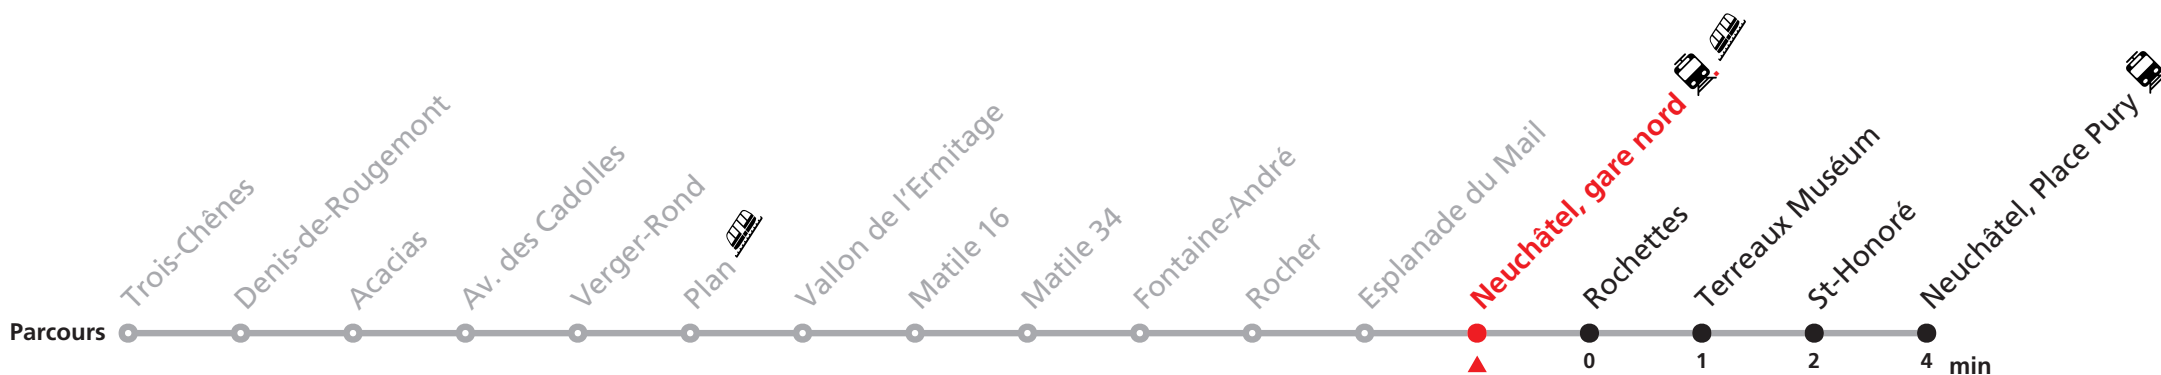 Trois-Chênes
Denis-de-Rougemont
Acacias
Av. des Cadolles
Verger-Rond
Plan
Vallon de l'Ermitage
Matile 16
Matile 34
Fontaine-André
Rocher
Esplanade du Mail
Neuchâtel, gare nord
Rochettes
Terreaux Muséum
St-Honoré
Neuchâtel, Place Pury
Parcours
0 1 2 4 min